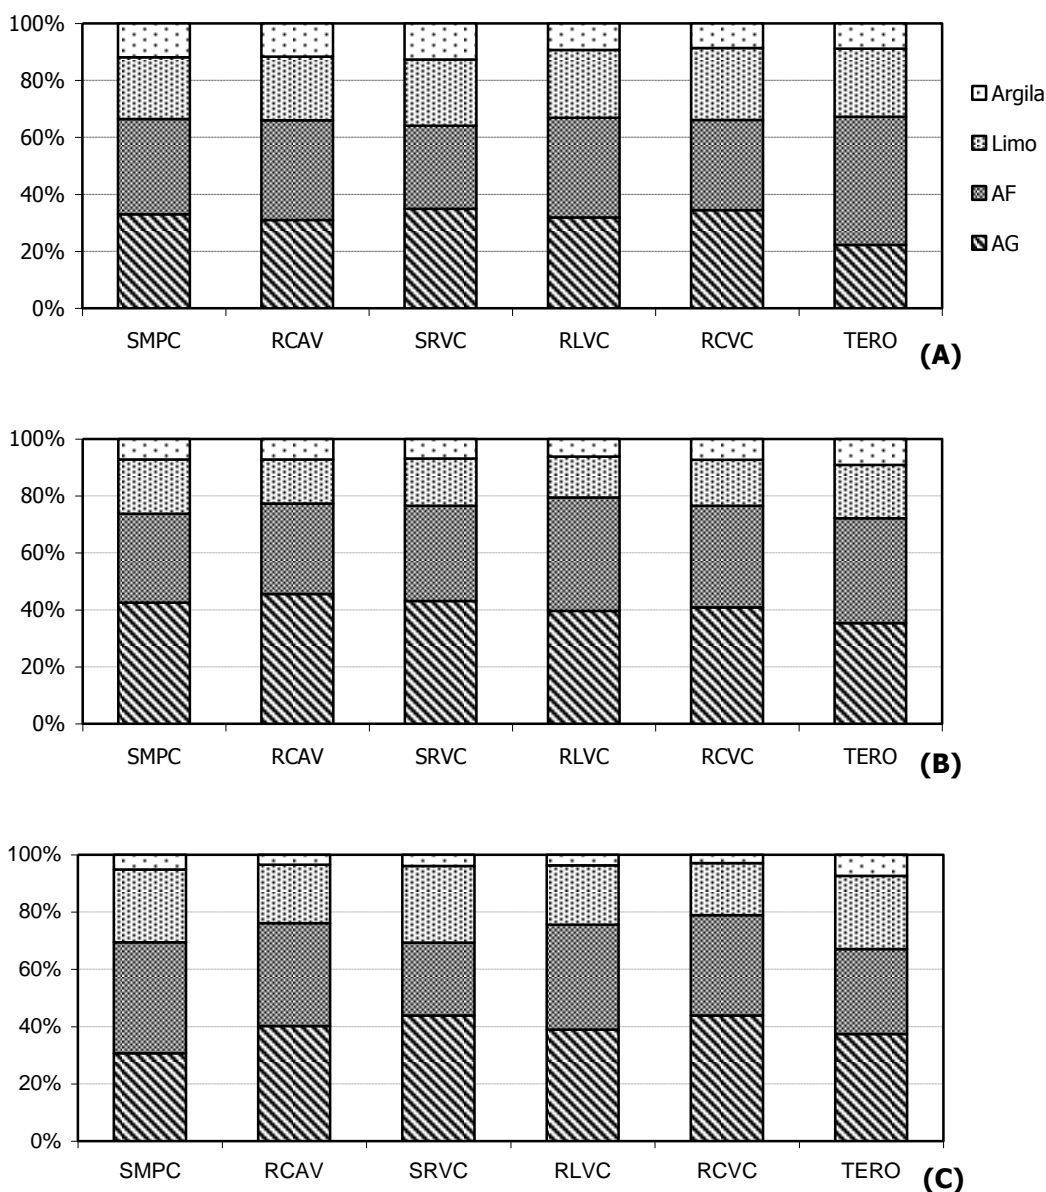 100%
80%
60%
40%
20%
0%
SMPC RCAV SRVC RLVC RCVC TERO
(A)
Argila
Limo
AF
AG
100%
80%
60%
40%
20%
0%
SMPC RCAV SRVC RLVC RCVC TERO
(B)
100%
80%
60%
40%
20%
0%
SMPC RCAV SRVC RLVC RCVC TERO
(C)